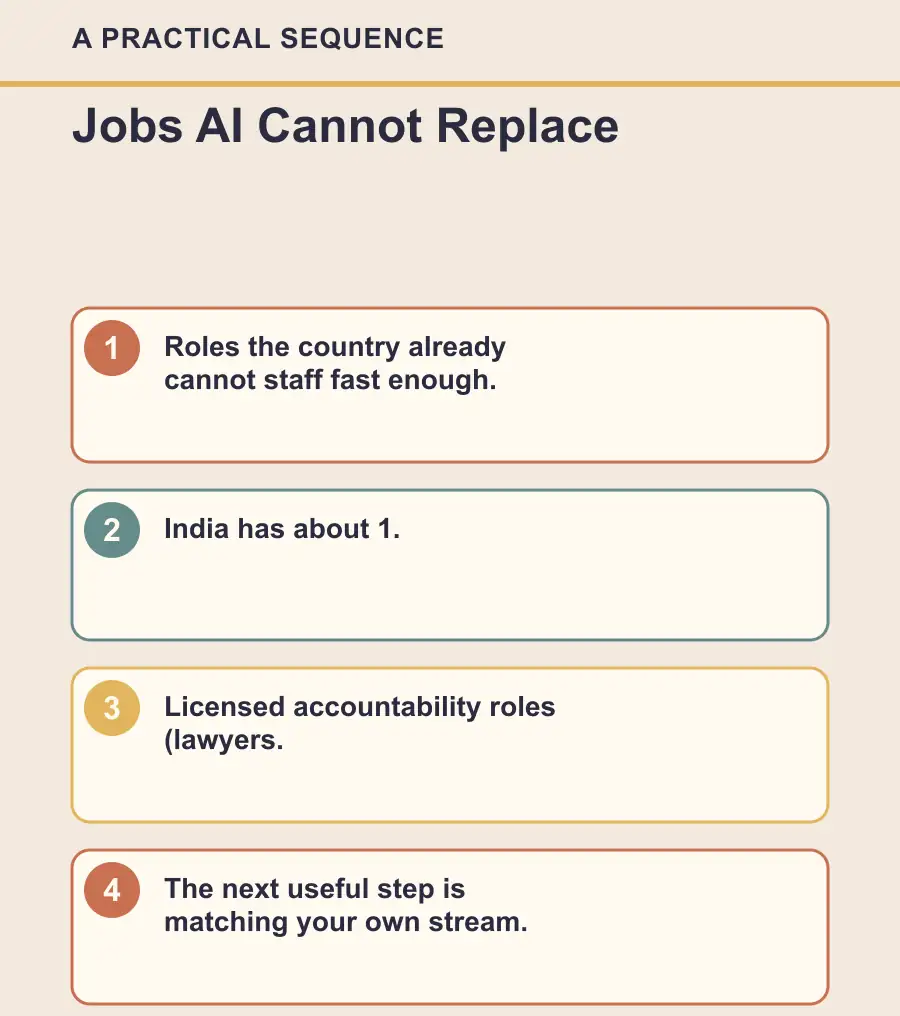 A PRACTICAL SEQUENCE
Jobs AI Cannot Replace
1
Roles the country already
cannot staff fast enough.
2
India has about 1.
3
Licensed accountability roles
(lawyers.
4
The next useful step is
matching your own stream.